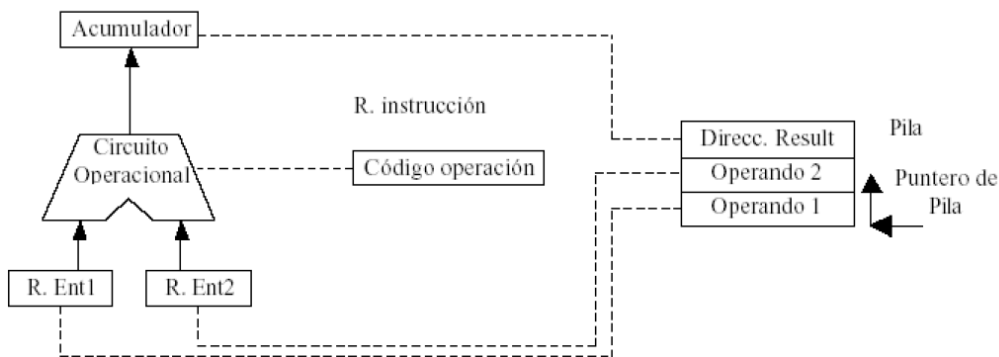 Acumulador
R. instrucción
Circuito
Operacional
Código operación
Direcc. Result
Operando 2
Operando 1
Pila
Puntero de
Pila
R. Ent1
R. Ent2